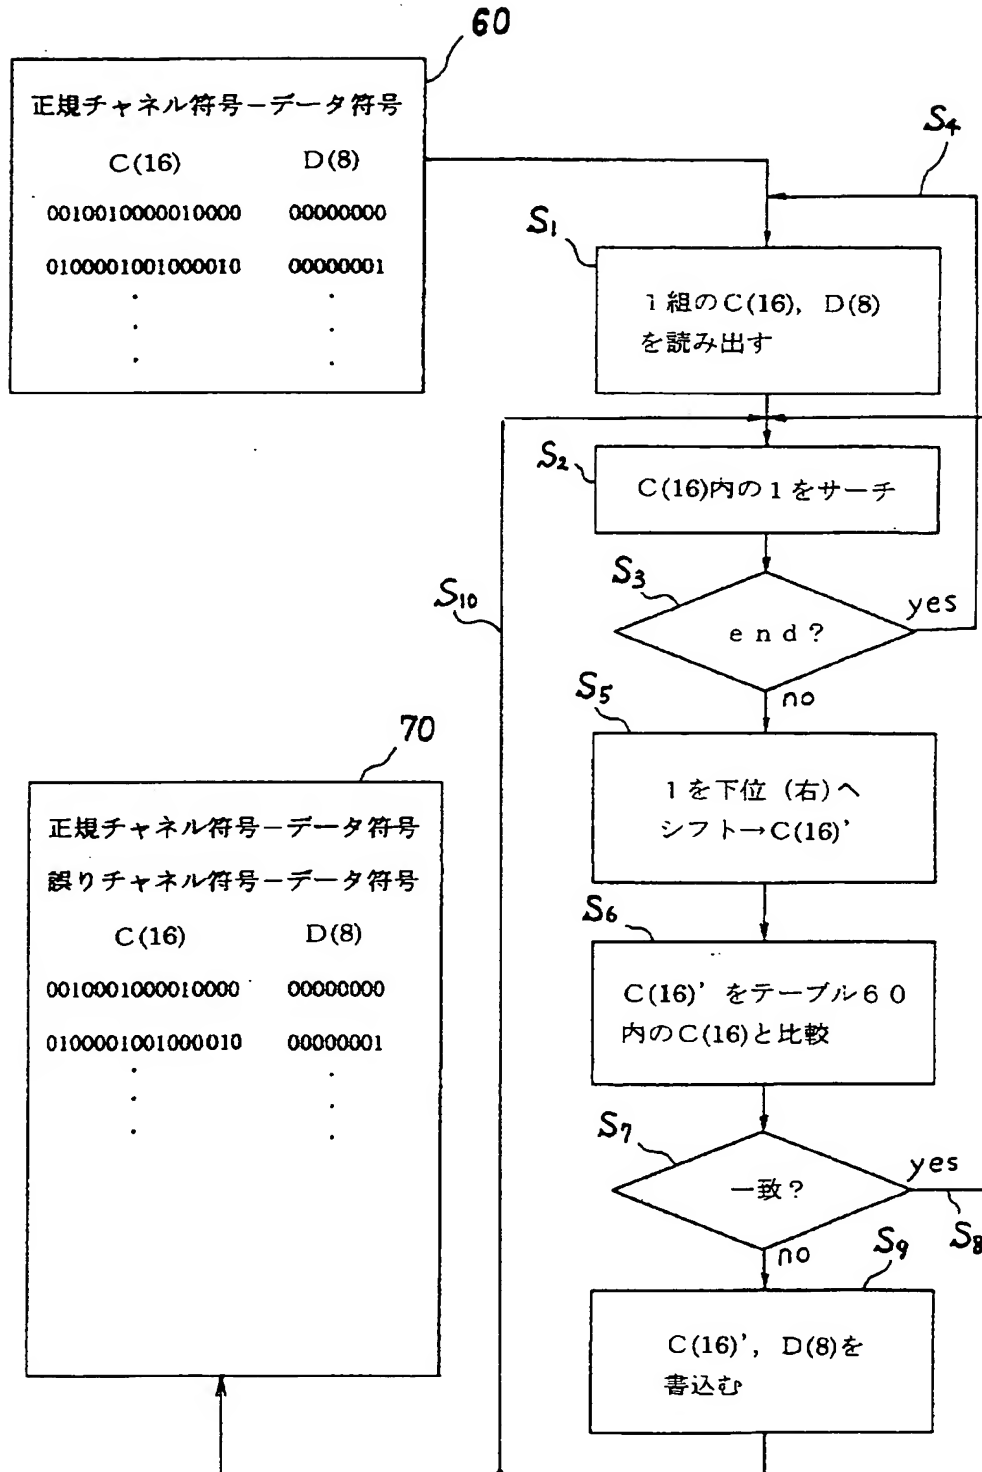 60
正規チャネル符号－データ符号
C(16) D(8)
0010010000010000 00000000
0100001001000010 00000001
S4
S1
1組のC(16), D(8)
を読み出す
S2
C(16)内の1をサーチ
S3
end?
yes
no
S10
S5
1を下位（右）へ
シフト→C(16)'
70
正規チャネル符号－データ符号
誤りチャネル符号－データ符号
C(16) D(8)
0010001000010000 00000000
0100001001000010 00000001
S6
C(16)'をテーブル60
内のC(16)と比較
S7
一致?
yes
S8
no
S9
C(16)', D(8)を
書込む